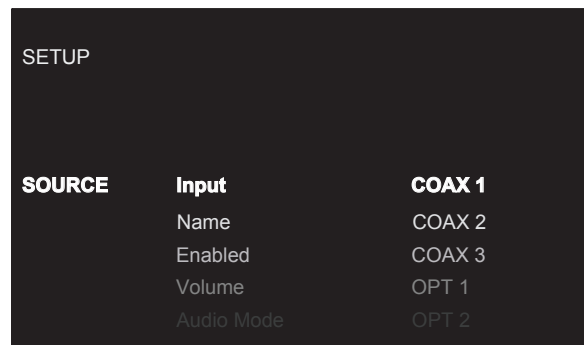 SETUP
SOURCE Input COAX 1
Name COAX 2
Enabled COAX 3
Volume OPT 1
Audio Mode OPT 2